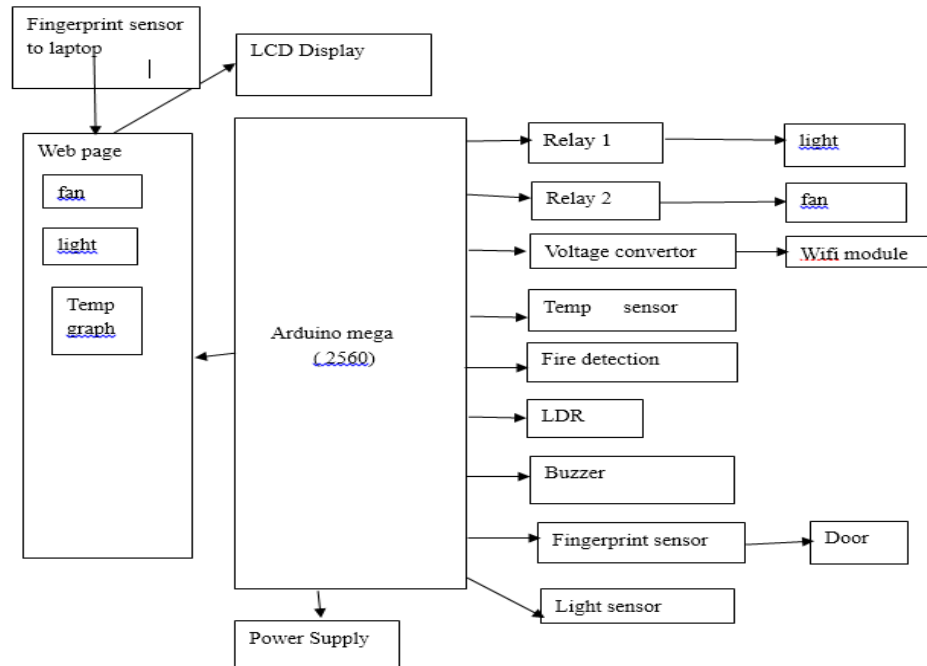 Fingerprint sensor
to laptop
LCD Display
Web page
fan
light
Temp
graph
Arduino mega
( 2560)
Relay 1
light
Relay 2
fan
Voltage convertor
Wifi module
Temp sensor
Fire detection
LDR
Buzzer
Fingerprint sensor
Door
Light sensor
Power Supply